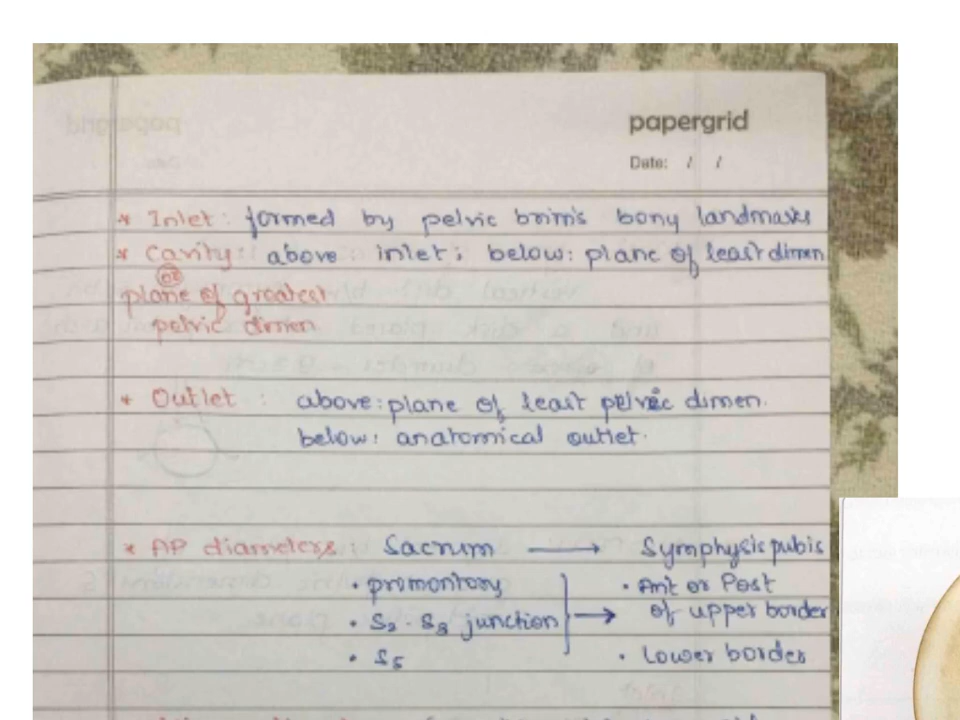 papergrid
Date: / /
* Inlet: formed by pelvic brim's bony landmarks
* Cavity: above inlet; below: plane of least dimen
(or)
plane of greatest
pelvic dimen
* Outlet: above: plane of least pelvic dimen.
below: anatomical outlet.
* AP diameters: Sacrum → Symphysis pubis
• promontory • Ant or Post
• S2-S3 junction → of upper border
• S5 • Lower border